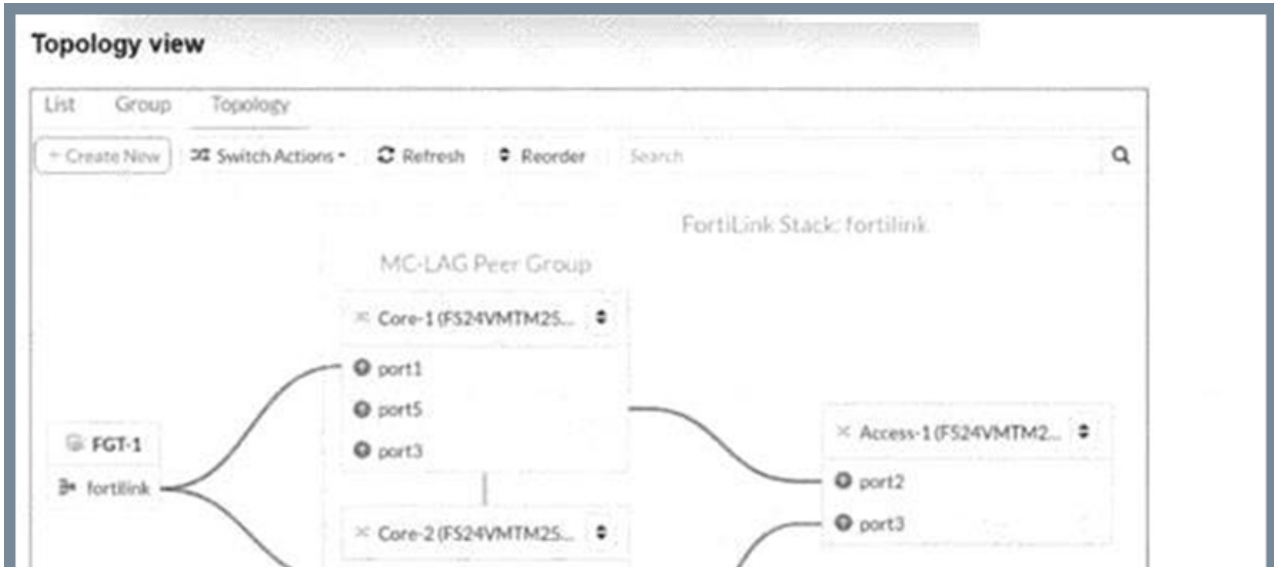 Topology view
List Group Topology
+ Create New Switch Actions Refresh Reorder Search
FortiLink Stack: fortilink
MC-LAG Peer Group
Core-1 (FS24VMTM25...
port1
port5
port3
FGT-1
fortilink
Core-2 (FS24VMTM25...
Access-1 (FS24VMTM2...
port2
port3